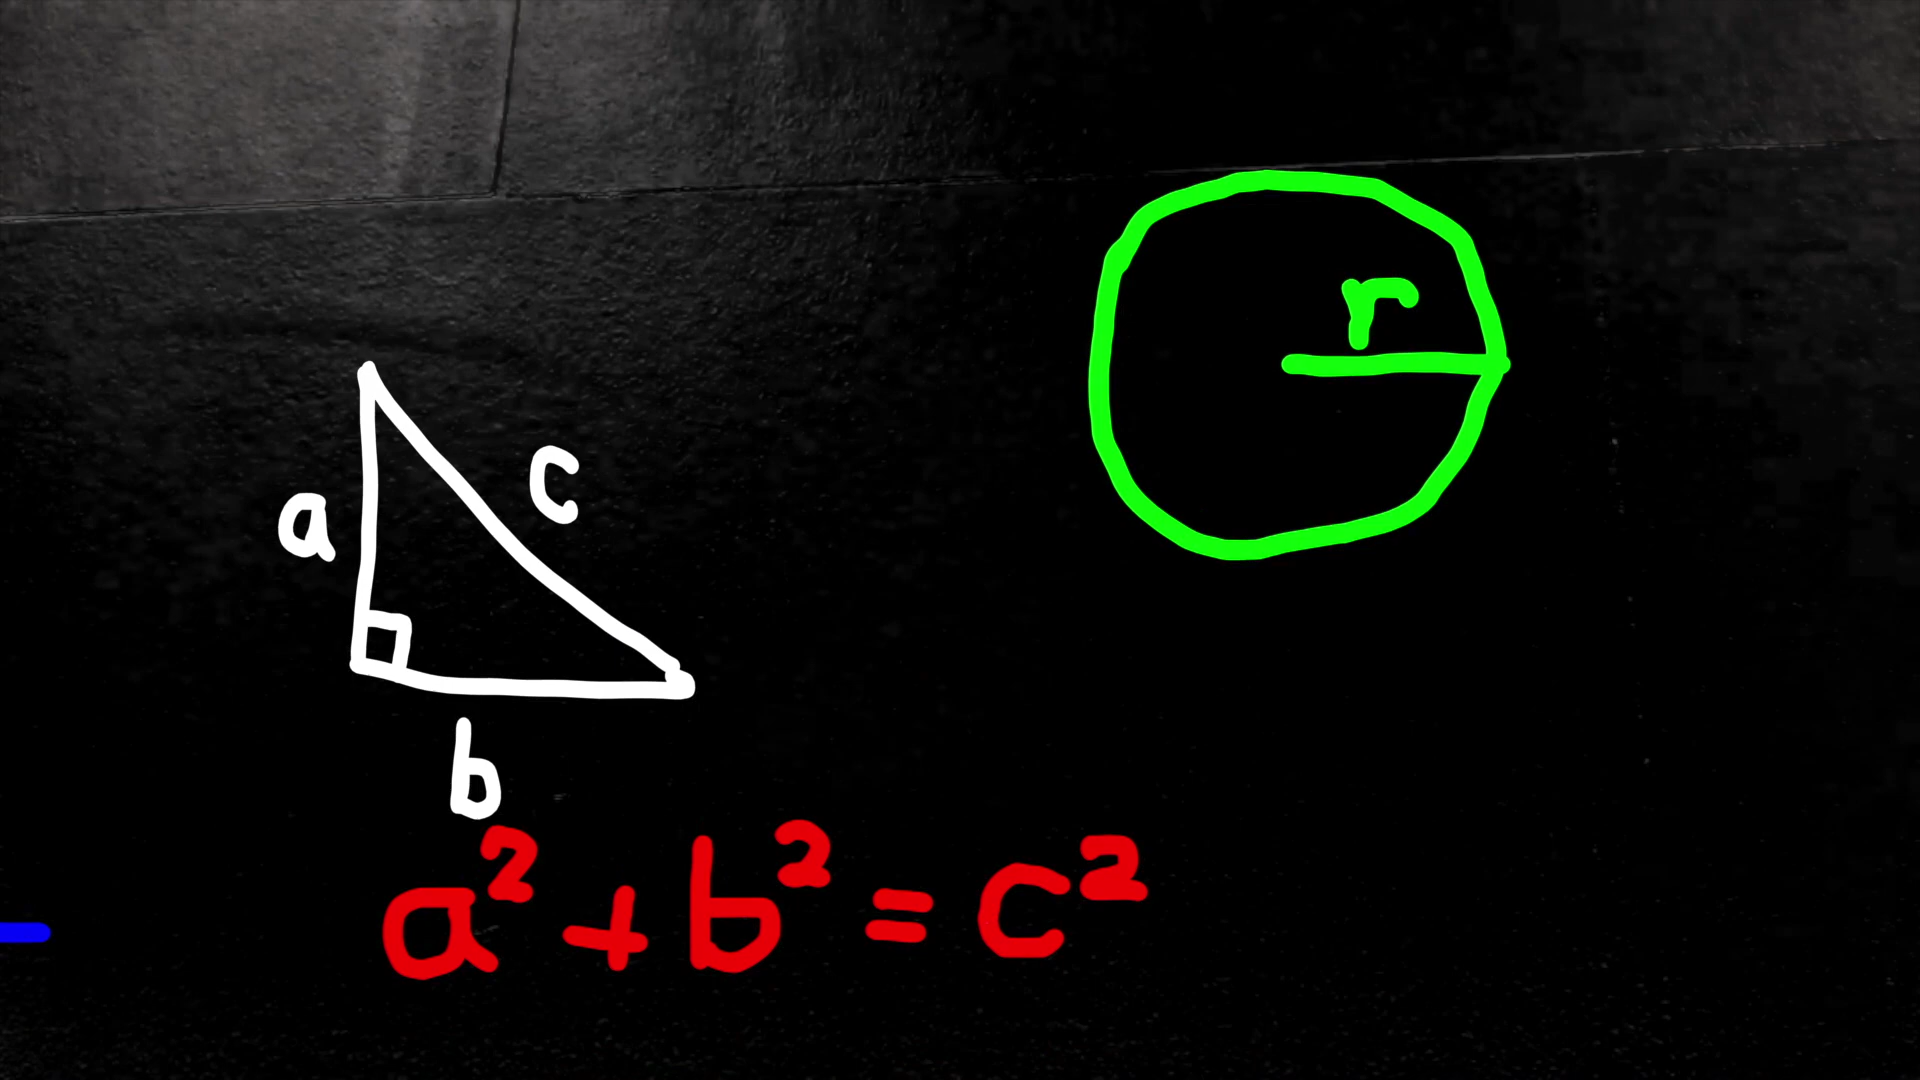 r
c
a
b
a² + b² = c²